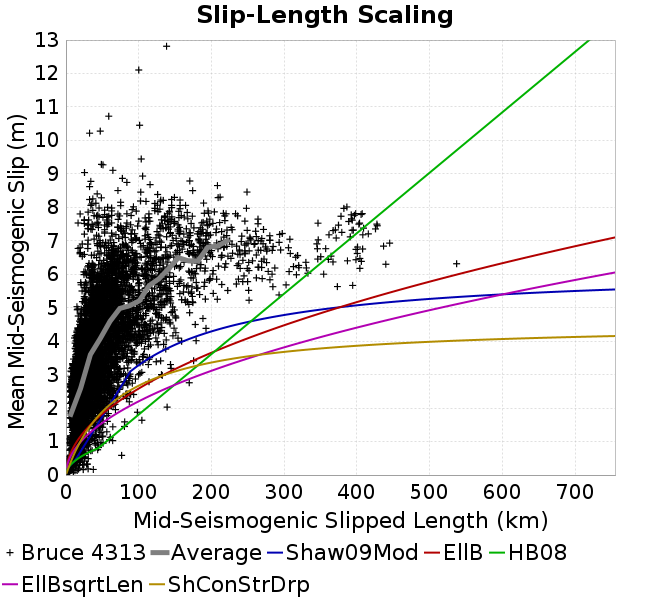 Slip-Length Scaling
Mean Mid-Seismogenic Slip (m)
13
12
11
10
9
8
7
6
5
4
3
2
1
0
0 100 200 300 400 500 600 700
Mid-Seismogenic Slipped Length (km)
Bruce 4313 Average Shaw09Mod EllB HB08
EllBsqrtLen ShConStrDrp